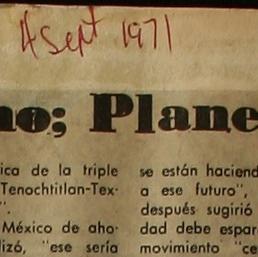 4 Sept 1971
no; Plane
ica de la triple
Tenochtitlan-Tex-
".
México de aho-
lizó, "ese sería
se están haciend
a ese futuro",
después sugirió
dad debe espar
movimiento "ce